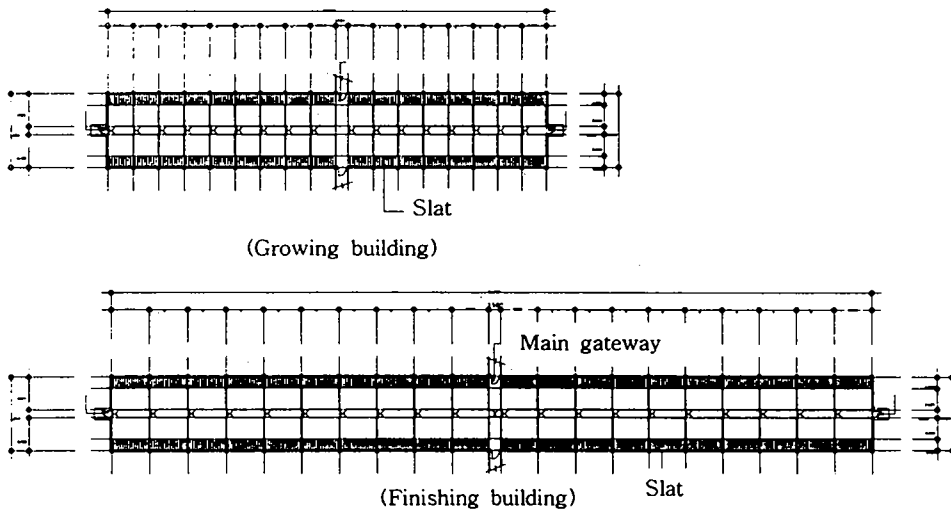 Slat
(Growing building)
Main gateway
(Finishing building)
Slat